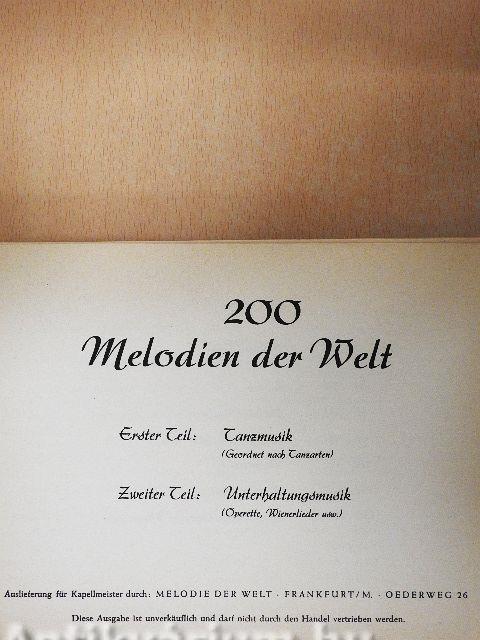 200
Melodien der Welt
Erster Teil: Tanzmusik
(Geordnet nach Tanzarten)
Zweiter Teil: Unterhaltungsmusik
(Operette, Wienerlieder usw.)
Auslieferung für Kapellmeister durch: MELODIE DER WELT · FRANKFURT/M. · OEDERWEG 26
Diese Ausgabe ist unverkäuflich und darf nicht durch den Handel vertrieben werden.